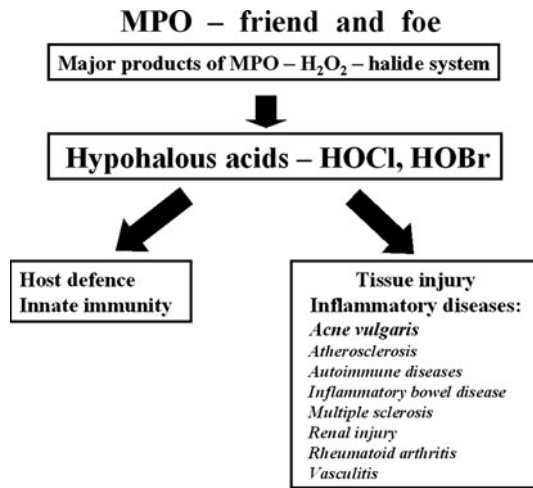 MPO – friend and foe
Major products of MPO – H₂O₂ – halide system
Hypohalous acids – HOCl, HOBr
Host defence
Innate immunity
Tissue injury
Inflammatory diseases:
Acne vulgaris
Atherosclerosis
Autoimmune diseases
Inflammatory bowel disease
Multiple sclerosis
Renal injury
Rheumatoid arthritis
Vasculitis